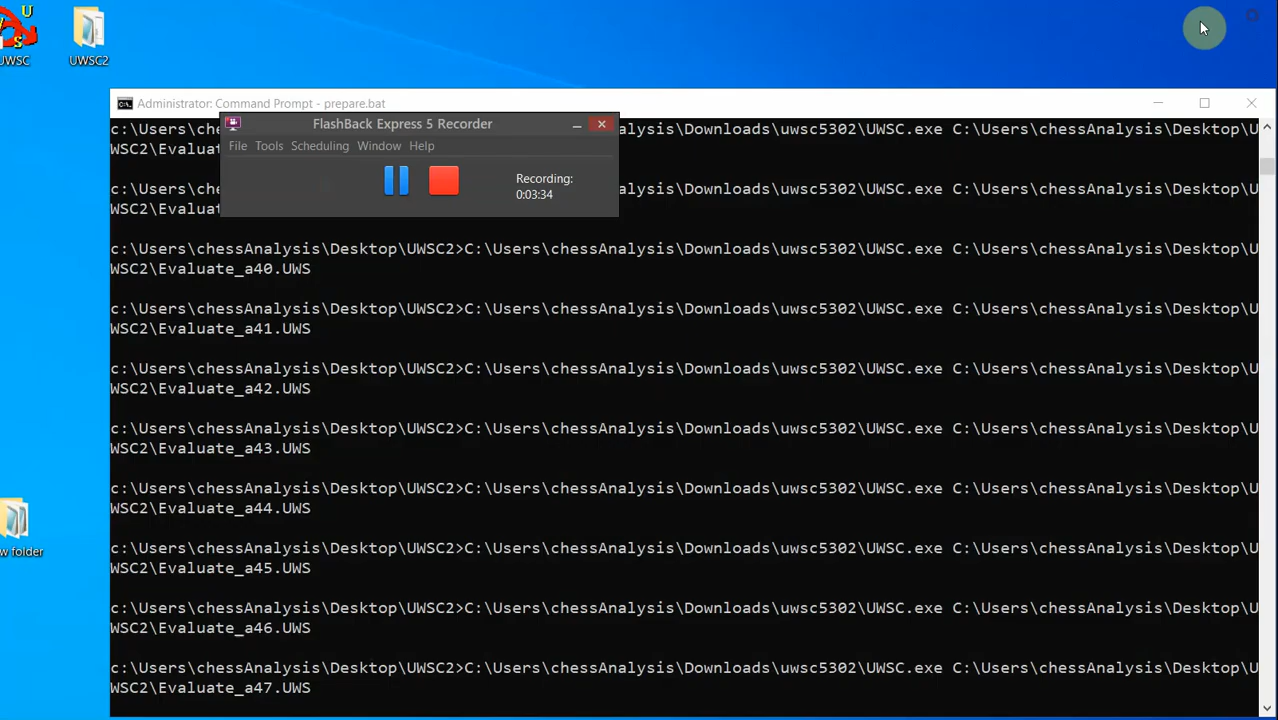 U
S
UWSC
UWSC2
Administrator: Command Prompt - prepare.bat
FlashBack Express 5 Recorder
File Tools Scheduling Window Help
Recording:
0:03:34
alysis\Downloads\uwsc5302\UWSC.exe C:\Users\chessAnalysis\Desktop\U
WSC2\Evaluat
alysis\Downloads\uwsc5302\UWSC.exe C:\Users\chessAnalysis\Desktop\U
WSC2\Evaluat
c:\Users\chessAnalysis\Desktop\UWSC2>C:\Users\chessAnalysis\Downloads\uwsc5302\UWSC.exe C:\Users\chessAnalysis\Desktop\U
WSC2\Evaluate_a40.UWS
c:\Users\chessAnalysis\Desktop\UWSC2>C:\Users\chessAnalysis\Downloads\uwsc5302\UWSC.exe C:\Users\chessAnalysis\Desktop\U
WSC2\Evaluate_a41.UWS
c:\Users\chessAnalysis\Desktop\UWSC2>C:\Users\chessAnalysis\Downloads\uwsc5302\UWSC.exe C:\Users\chessAnalysis\Desktop\U
WSC2\Evaluate_a42.UWS
c:\Users\chessAnalysis\Desktop\UWSC2>C:\Users\chessAnalysis\Downloads\uwsc5302\UWSC.exe C:\Users\chessAnalysis\Desktop\U
WSC2\Evaluate_a43.UWS
c:\Users\chessAnalysis\Desktop\UWSC2>C:\Users\chessAnalysis\Downloads\uwsc5302\UWSC.exe C:\Users\chessAnalysis\Desktop\U
WSC2\Evaluate_a44.UWS
c:\Users\chessAnalysis\Desktop\UWSC2>C:\Users\chessAnalysis\Downloads\uwsc5302\UWSC.exe C:\Users\chessAnalysis\Desktop\U
WSC2\Evaluate_a45.UWS
c:\Users\chessAnalysis\Desktop\UWSC2>C:\Users\chessAnalysis\Downloads\uwsc5302\UWSC.exe C:\Users\chessAnalysis\Desktop\U
WSC2\Evaluate_a46.UWS
c:\Users\chessAnalysis\Desktop\UWSC2>C:\Users\chessAnalysis\Downloads\uwsc5302\UWSC.exe C:\Users\chessAnalysis\Desktop\U
WSC2\Evaluate_a47.UWS
w folder